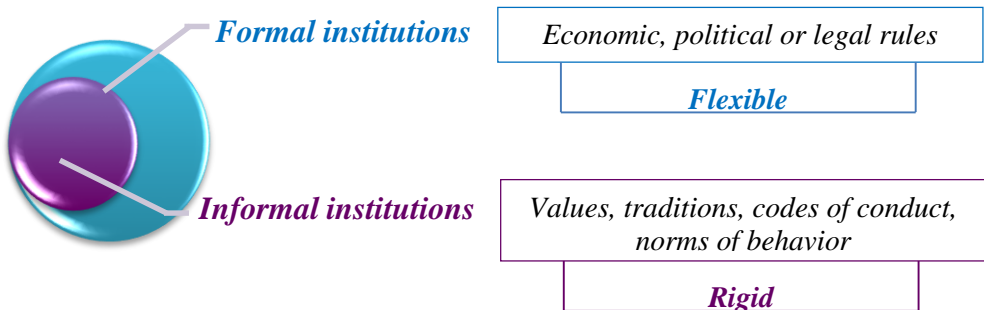 Formal institutions
Economic, political or legal rules
Flexible
Informal institutions
Values, traditions, codes of conduct,
norms of behavior
Rigid